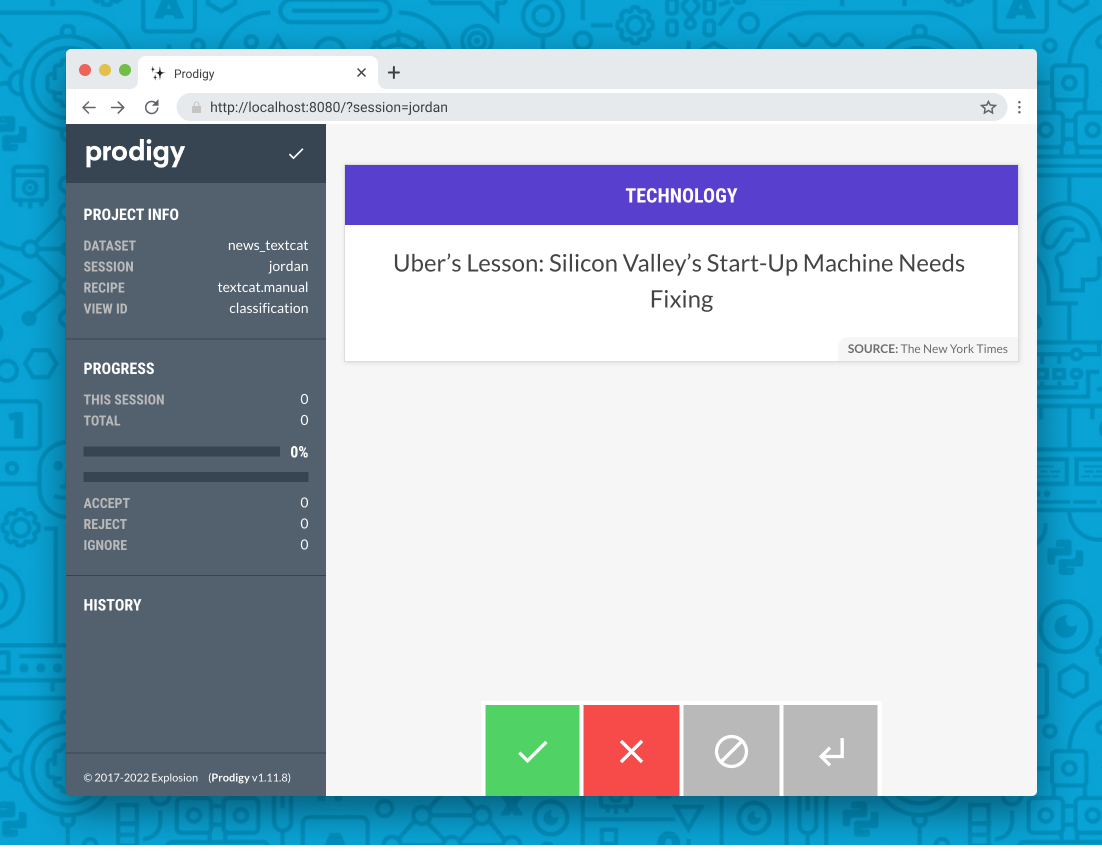 Prodigy
http://localhost:8080/?session=jordan
prodigy
PROJECT INFO
DATASET news_textcat
SESSION jordan
RECIPE textcat.manual
VIEW ID classification
PROGRESS
THIS SESSION 0
TOTAL 0
0%
ACCEPT 0
REJECT 0
IGNORE 0
HISTORY
© 2017-2022 Explosion (Prodigy v1.11.8)
TECHNOLOGY
Uber’s Lesson: Silicon Valley’s Start-Up Machine Needs
Fixing
SOURCE: The New York Times
A
A
1
A